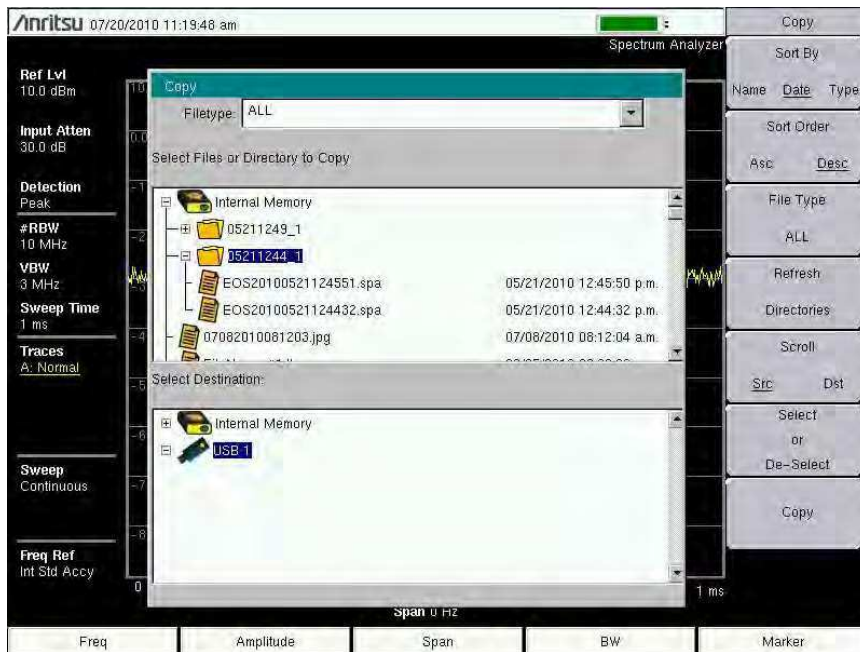 Anritsu 07/20/2010 11:19:48 am
Spectrum Analyzer
Ref Lvl
10.0 dBm
Input Atten
30.0 dB
Detection
Peak
#RBW
10 MHz
VBW
3 MHz
Sweep Time
1 ms
Traces
A: Normal
Sweep
Continuous
Freq Ref
Int Std Accy
Copy
Filetype: ALL
Select Files or Directory to Copy
Internal Memory
05211249_1
05211244_1
EOS20100521124551.spa 05/21/2010 12:45:50 p.m.
EOS20100521124432.spa 05/21/2010 12:44:32 p.m.
07082010081203.jpg 07/08/2010 08:12:04 a.m.
Select Destination:
Internal Memory
USB 1
0
1 ms
Span 0 Hz
Copy
Sort By
Name Date Type
Sort Order
Asc Desc
File Type
ALL
Refresh
Directories
Scroll
Src Dst
Select
or
De-Select
Copy
Freq Amplitude Span BW Marker